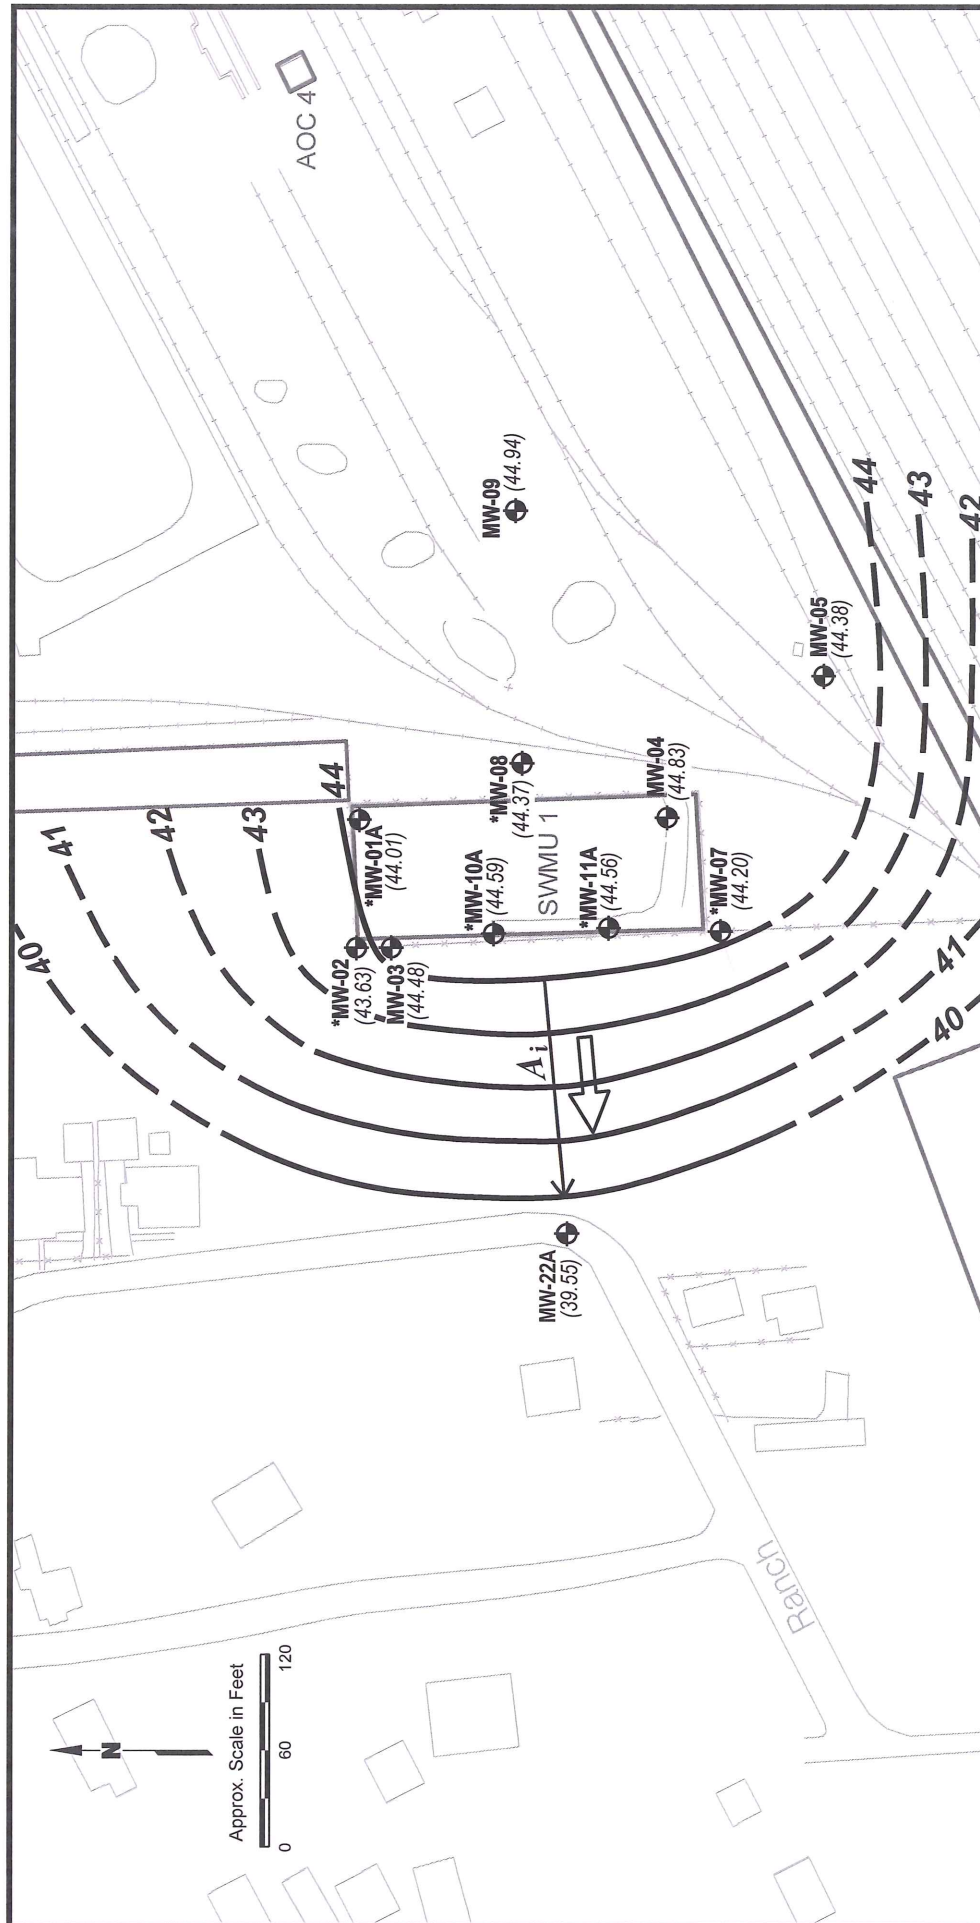 AOC 4
MW-09
(44.94)
44
43
42
MW-05
(44.38)
*MW-08
(44.37)
MW-04
(44.83)
44
43
42
41
40
*MW-01A
(44.01)
SWMU 1
*MW-10A
(44.59)
*MW-11A
(44.56)
*MW-07
(44.20)
*MW-02
(43.63)
MW-03
(44.48)
41
40
A_i
MW-22A
(39.55)
Ranch
N
Approx. Scale in Feet
0 60 120